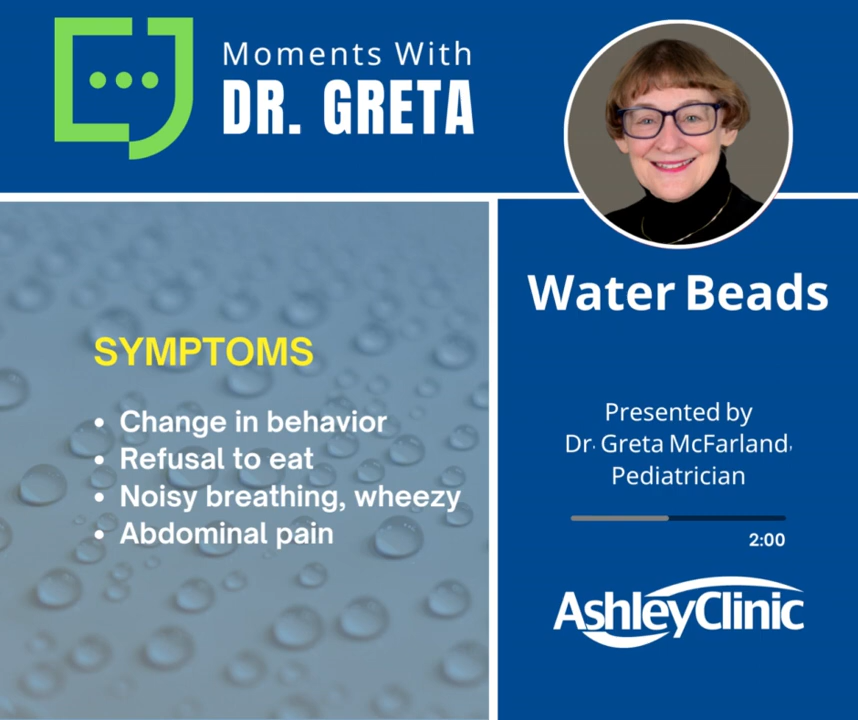 Moments With
DR. GRETA
Water Beads
SYMPTOMS
• Change in behavior
• Refusal to eat
• Noisy breathing, wheezy
• Abdominal pain
Presented by
Dr. Greta McFarland,
Pediatrician
2:00
AshleyClinic